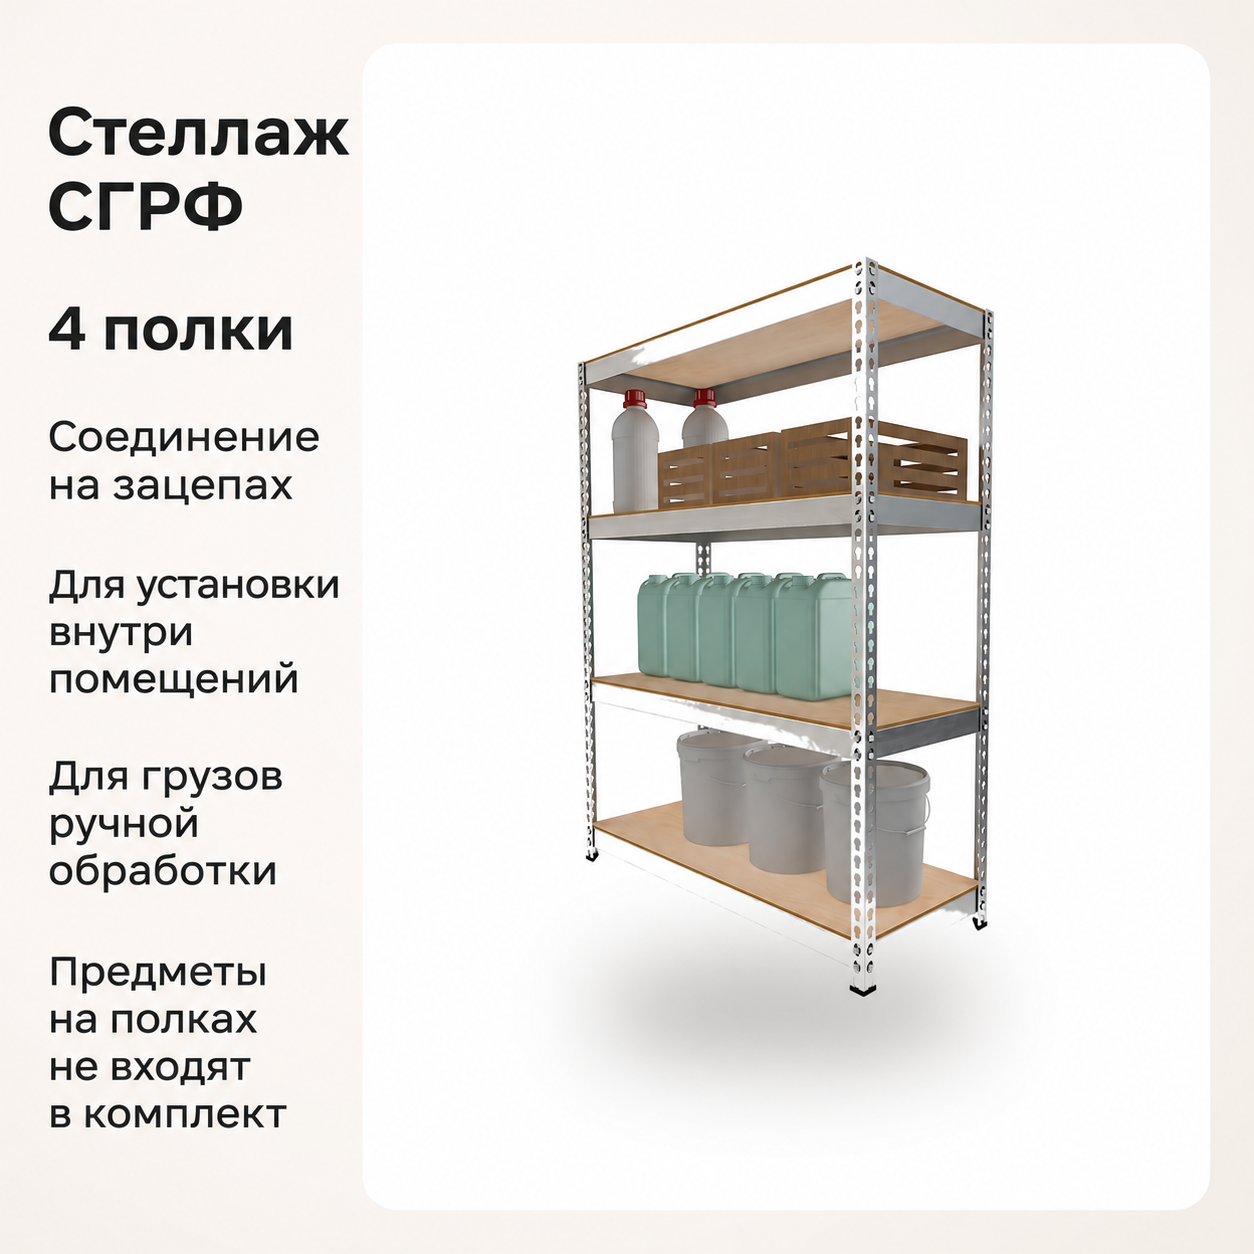 Стеллаж
СГРФ
4 полки
Соединение
на зацепах
Для установки
внутри
помещений
Для грузов
ручной
обработки
Предметы
на полках
не входят
в комплект